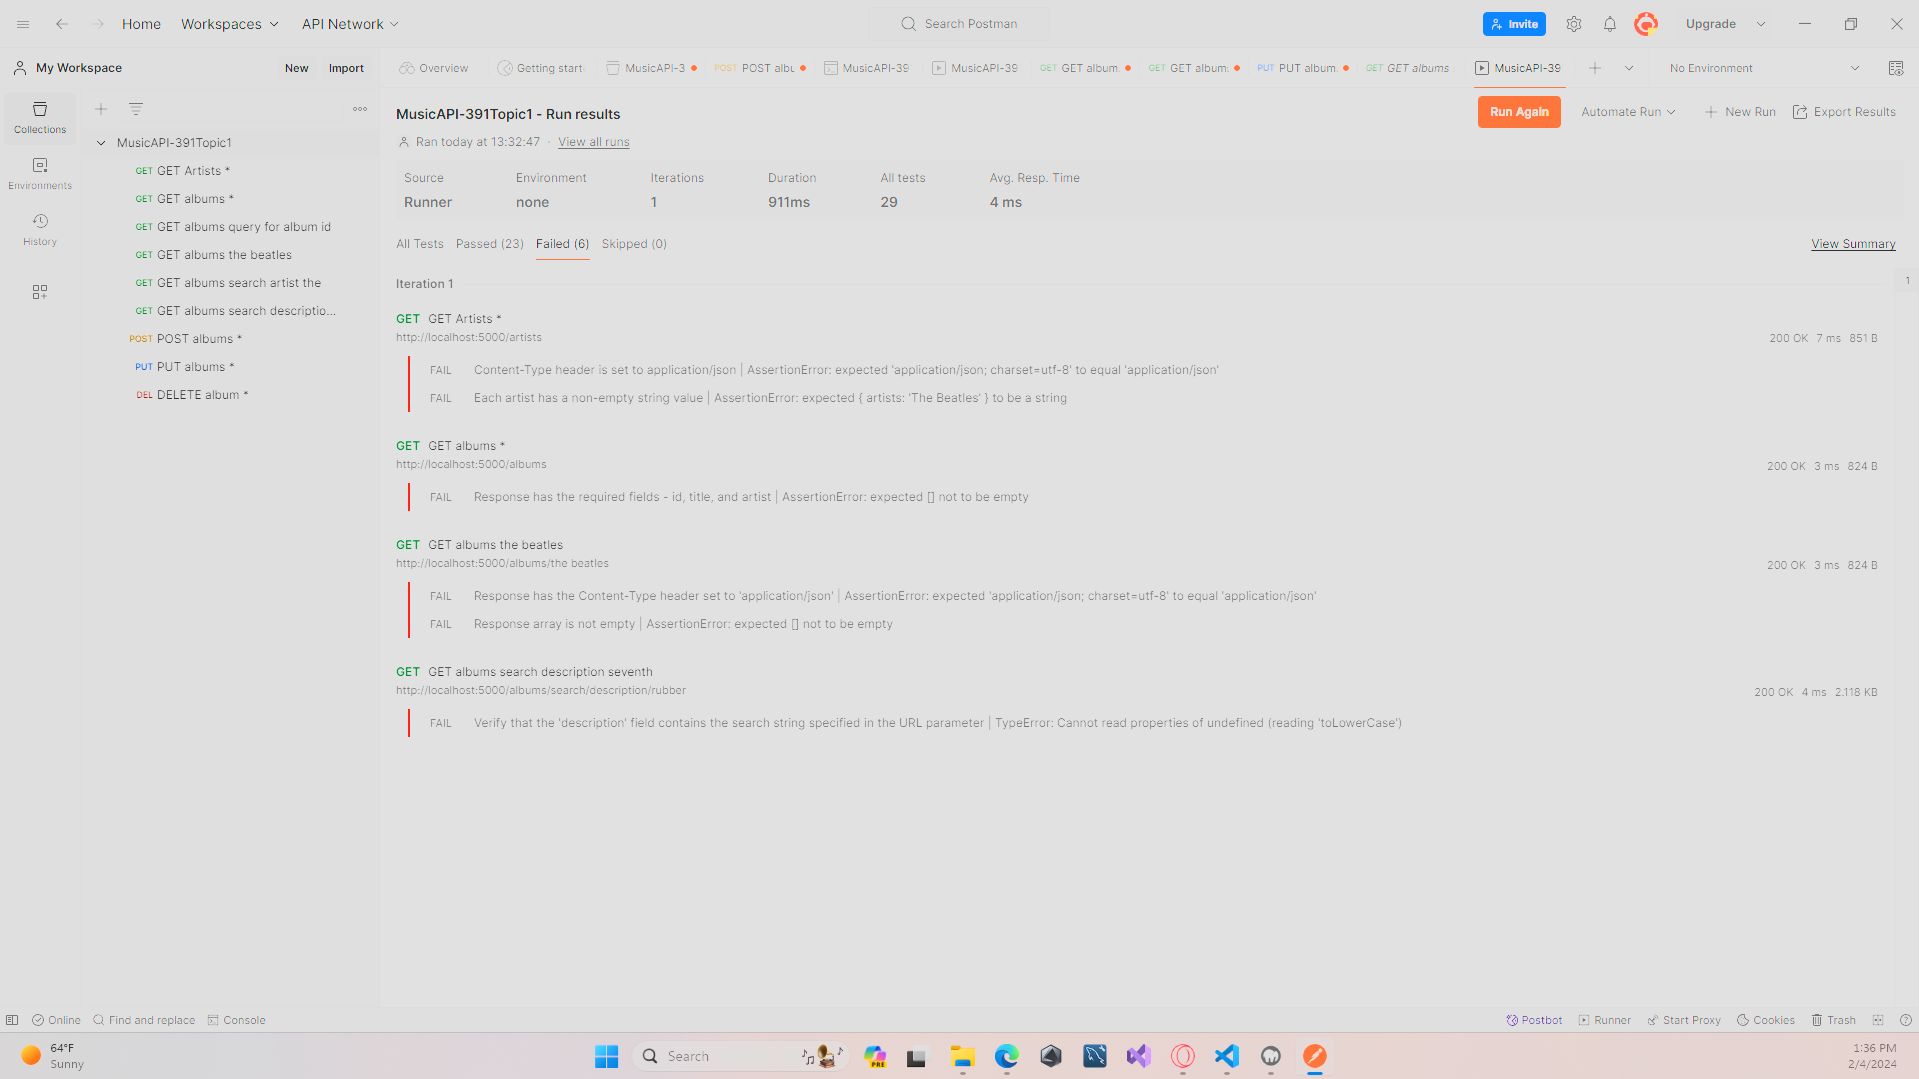 Home Workspaces API Network Search Postman Invite Upgrade
My Workspace New Import Overview Getting start MusicAPI-3 POST POST albu MusicAPI-39 MusicAPI-39 GET GET album. GET GET album: PUT PUT album. GET GET albums MusicAPI-39 No Environment
Collections
Environments
History
MusicAPI-391Topic1
GET GET Artists *
GET GET albums *
GET GET albums query for album id
GET GET albums the beatles
GET GET albums search artist the
GET GET albums search descriptio...
POST POST albums *
PUT PUT albums *
DEL DELETE album *
MusicAPI-391Topic1 - Run results
Run Again Automate Run New Run Export Results
Ran today at 13:32:47 · View all runs
Source Environment Iterations Duration All tests Avg. Resp. Time
Runner none 1 911ms 29 4 ms
All Tests Passed (23) Failed (6) Skipped (0) View Summary
Iteration 1
1
GET GET Artists *
http://localhost:5000/artists
200 OK 7 ms 851 B
FAIL Content-Type header is set to application/json | AssertionError: expected 'application/json; charset=utf-8' to equal 'application/json'
FAIL Each artist has a non-empty string value | AssertionError: expected { artists: 'The Beatles' } to be a string
GET GET albums *
http://localhost:5000/albums
200 OK 3 ms 824 B
FAIL Response has the required fields - id, title, and artist | AssertionError: expected [] not to be empty
GET GET albums the beatles
http://localhost:5000/albums/the beatles
200 OK 3 ms 824 B
FAIL Response has the Content-Type header set to 'application/json' | AssertionError: expected 'application/json; charset=utf-8' to equal 'application/json'
FAIL Response array is not empty | AssertionError: expected [] not to be empty
GET GET albums search description seventh
http://localhost:5000/albums/search/description/rubber
200 OK 4 ms 2.118 KB
FAIL Verify that the 'description' field contains the search string specified in the URL parameter | TypeError: Cannot read properties of undefined (reading 'toLowerCase')
Online Find and replace Console Postbot Runner Start Proxy Cookies Trash
64°F
Sunny
Search
PRE
1:36 PM
2/4/2024